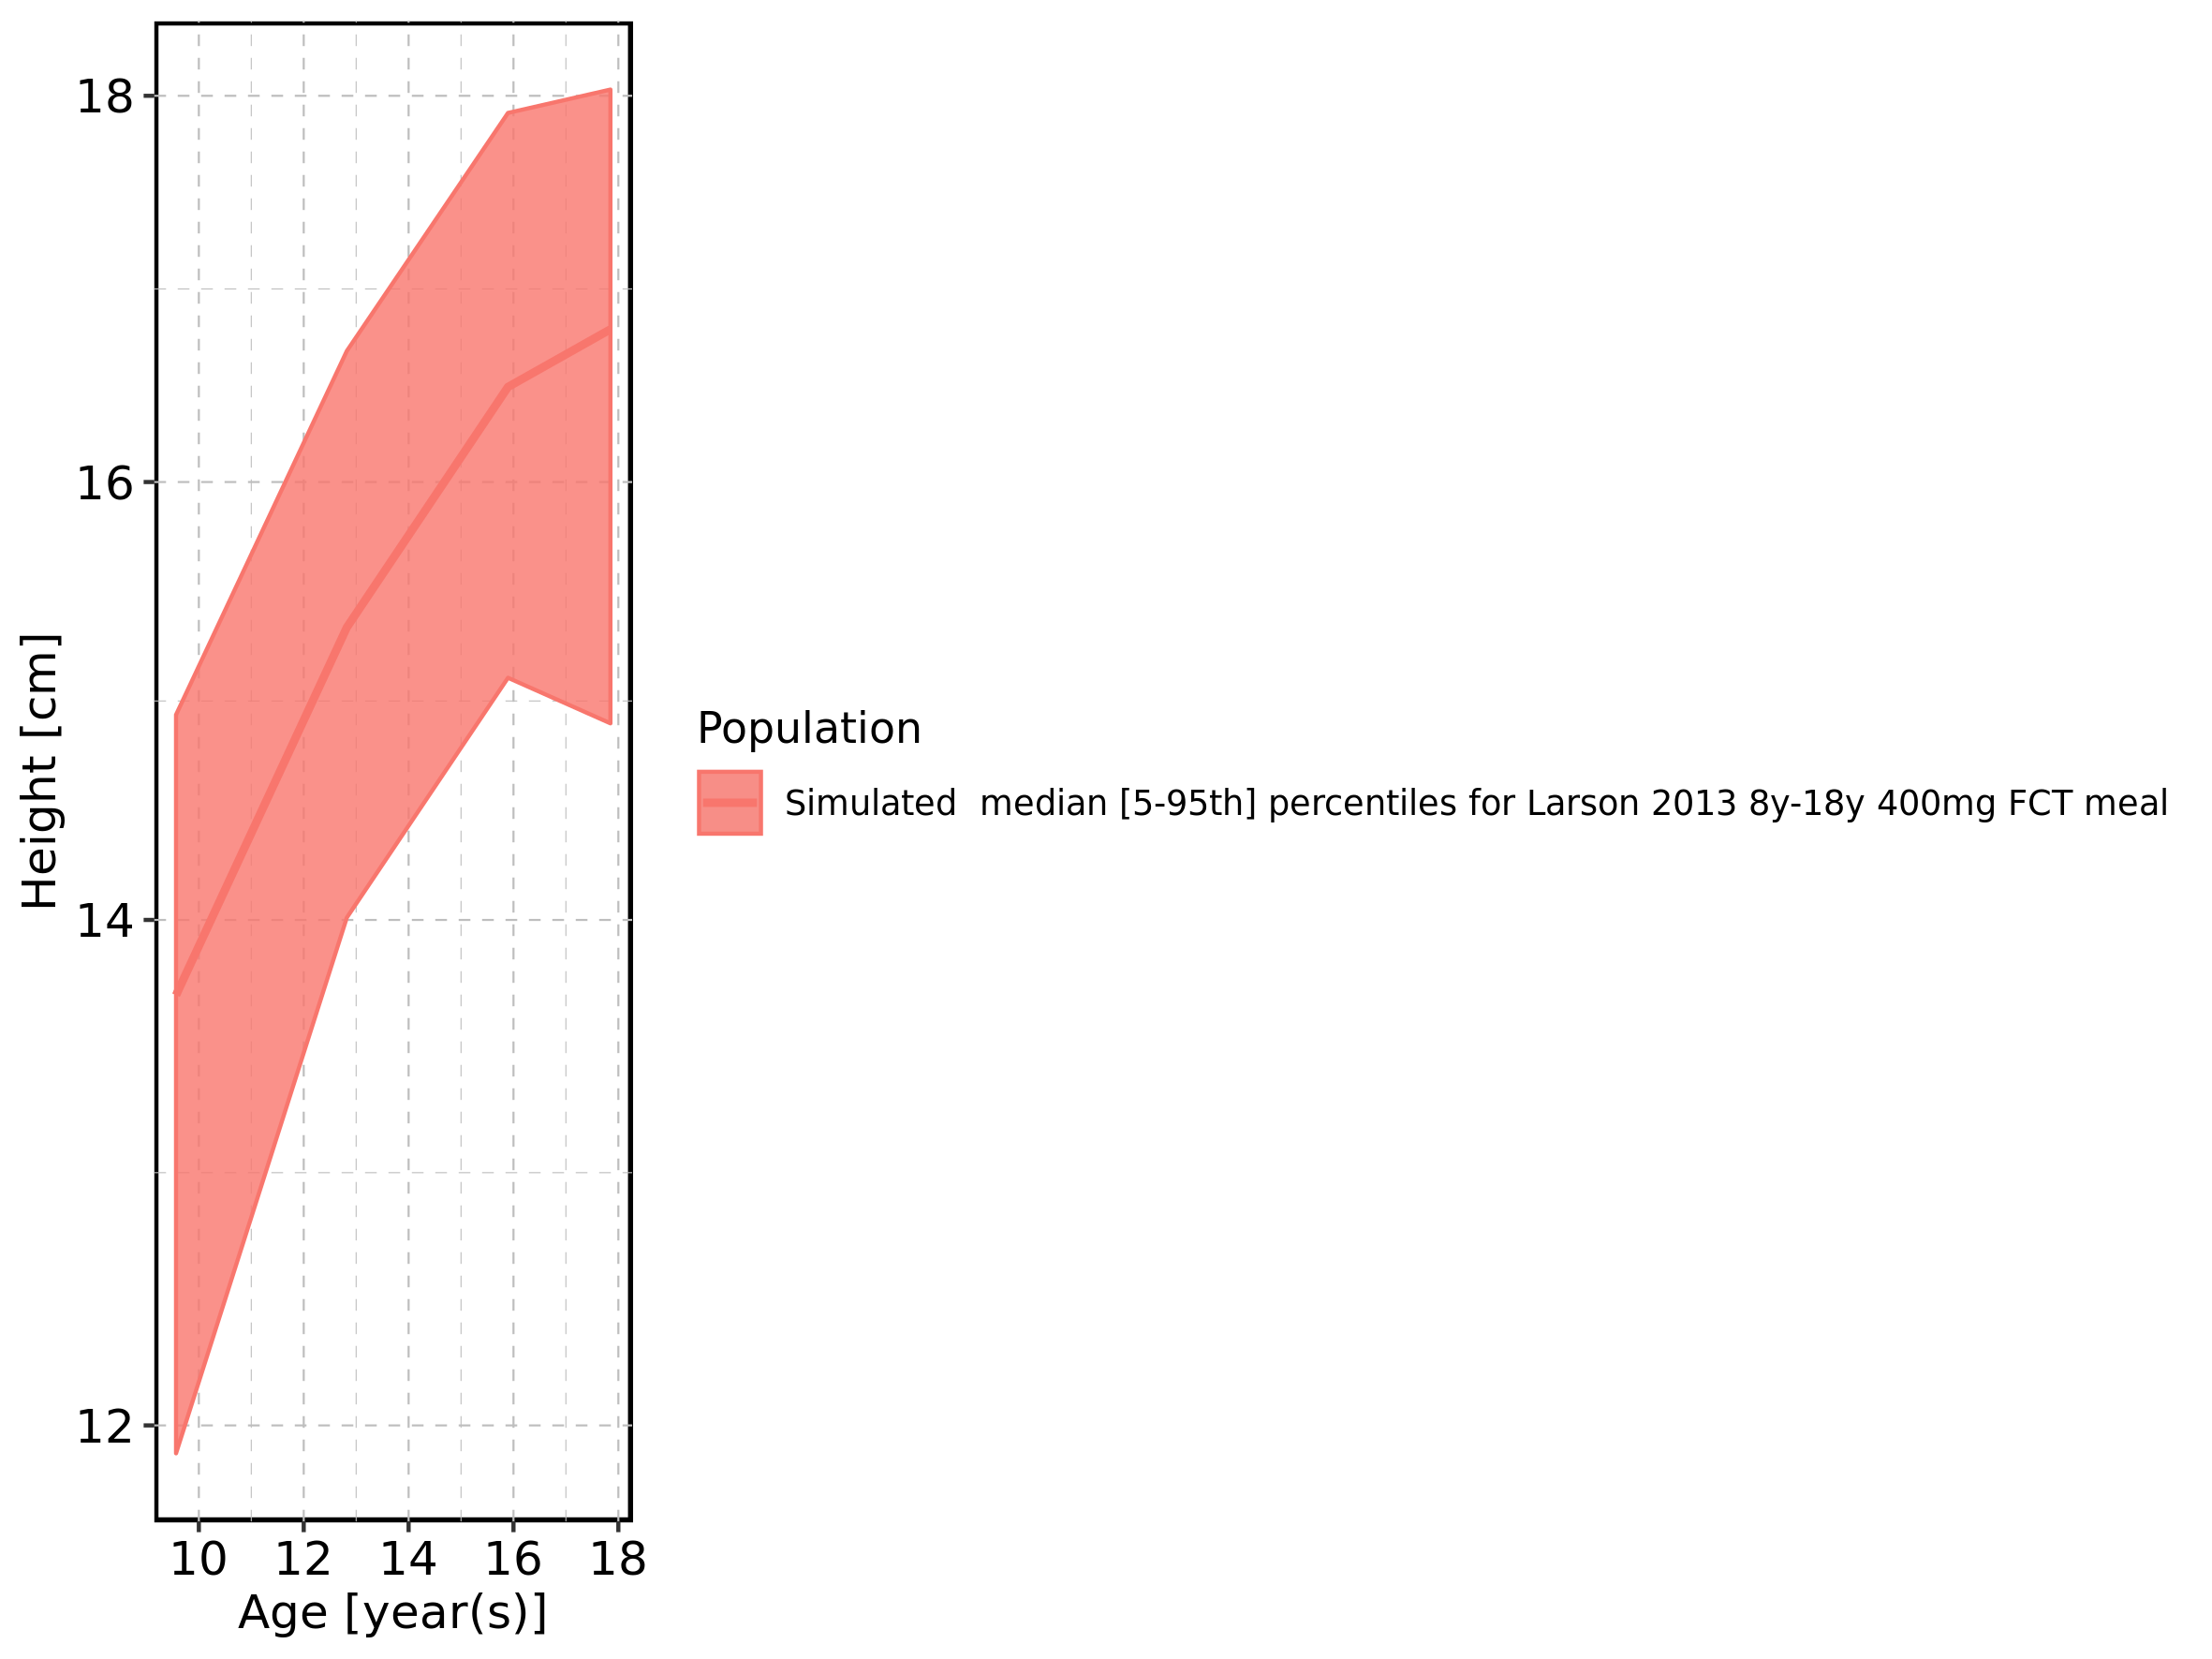 18
16
14
12
Height [cm]
10 12 14 16 18
Age [year(s)]
Population
Simulated  median [5-95th] percentiles for Larson 2013 8y-18y 400mg FCT meal